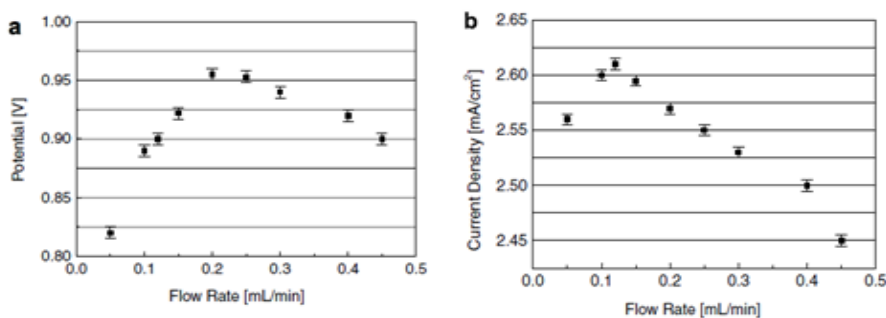 a
1.00
0.95
0.90
0.85
0.80
Potential [V]
0.0 0.1 0.2 0.3 0.4 0.5
Flow Rate [mL/min]
b
2.65
2.60
2.55
2.50
2.45
Current Density [mA/cm²]
0.0 0.1 0.2 0.3 0.4 0.5
Flow Rate [mL/min]